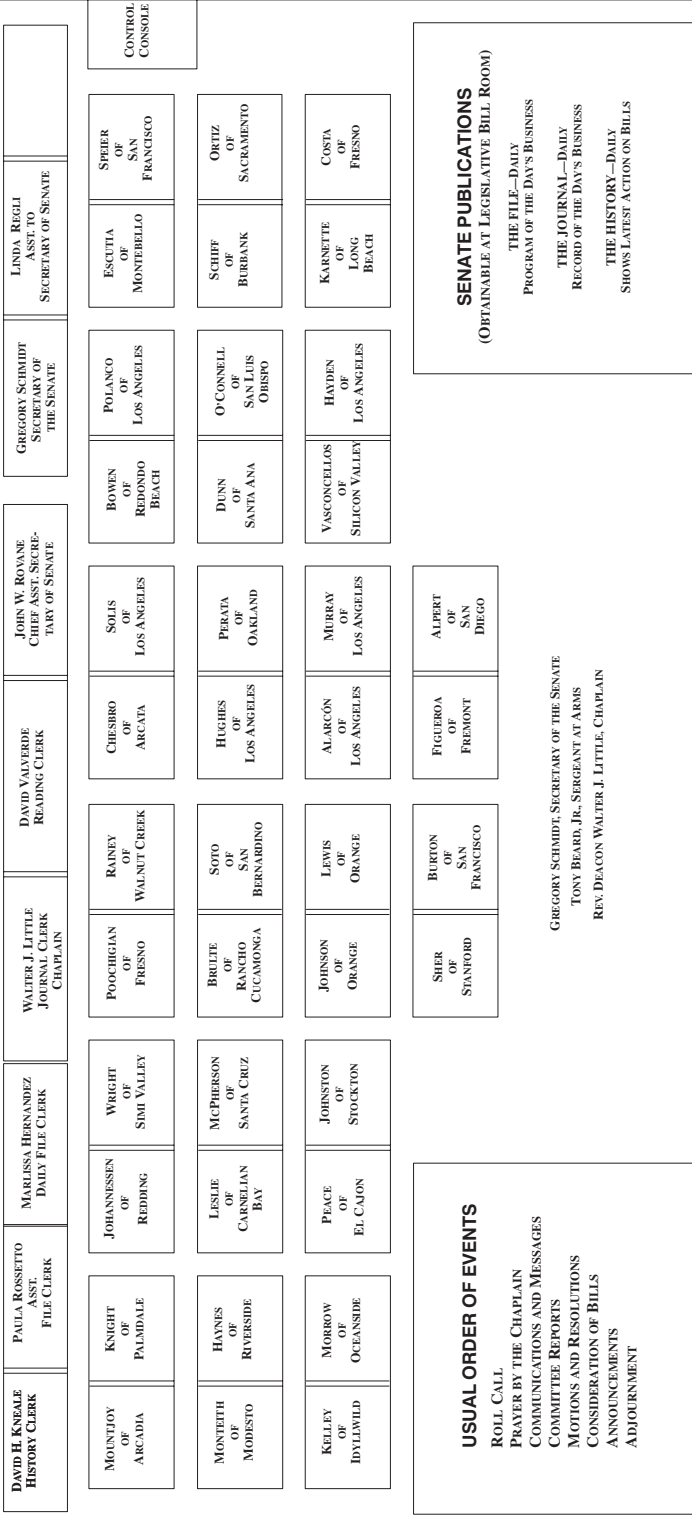 DAVID H. KNEALE
HISTORY CLERK
PAULA ROSSETTO
ASST.
FILE CLERK
MARLISSA HERNANDEZ
DAILY FILE CLERK
WALTER J. LITTLE
JOURNAL CLERK
CHAPLAIN
DAVID VALVERDE
READING CLERK
JOHN W. ROVANE
CHIEF ASST. SECRE-
TARY OF SENATE
GREGORY SCHMIDT
SECRETARY OF
THE SENATE
LINDA REGLI
ASST. TO
SECRETARY OF SENATE
CONTROL
CONSOLE
MOUNTJOY
OF
ARCADIA
KNIGHT
OF
PALMDALE
JOHANNESSEN
OF
REDDING
WRIGHT
OF
SIMI VALLEY
POOCHIGIAN
OF
FRESNO
RAINEY
OF
WALNUT CREEK
CHESBRO
OF
ARCATA
SOLIS
OF
LOS ANGELES
BOWEN
OF
REDONDO
BEACH
POLANCO
OF
LOS ANGELES
ESCUTIA
OF
MONTEBELLO
SPEIER
OF
SAN
FRANCISCO
MONTEITH
OF
MODESTO
HAYNES
OF
RIVERSIDE
LESLIE
OF
CARNELIAN
BAY
MCPHERSON
OF
SANTA CRUZ
BRULTE
OF
RANCHO
CUCAMONGA
SOTO
OF
SAN
BERNARDINO
HUGHES
OF
LOS ANGELES
PERATA
OF
OAKLAND
DUNN
OF
SANTA ANA
O'CONNELL
OF
SAN LUIS
OBISPO
SCHIFF
OF
BURBANK
ORTIZ
OF
SACRAMENTO
KELLEY
OF
IDYLLWILD
MORROW
OF
OCEANSIDE
PEACE
OF
EL CAJON
JOHNSTON
OF
STOCKTON
JOHNSON
OF
ORANGE
LEWIS
OF
ORANGE
ALARCÓN
OF
LOS ANGELES
MURRAY
OF
LOS ANGELES
VASCONCELLOS
OF
SILICON VALLEY
HAYDEN
OF
LOS ANGELES
KARNETTE
OF
LONG
BEACH
COSTA
OF
FRESNO
SHER
OF
STANFORD
BURTON
OF
SAN
FRANCISCO
FIGUEROA
OF
FREMONT
ALPERT
OF
SAN
DIEGO
USUAL ORDER OF EVENTS
ROLL CALL
PRAYER BY THE CHAPLAIN
COMMUNICATIONS AND MESSAGES
COMMITTEE REPORTS
MOTIONS AND RESOLUTIONS
CONSIDERATION OF BILLS
ANNOUNCEMENTS
ADJOURNMENT
GREGORY SCHMIDT, SECRETARY OF THE SENATE
TONY BEARD, JR., SERGEANT AT ARMS
REV. DEACON WALTER J. LITTLE, CHAPLAIN
SENATE PUBLICATIONS
(OBTAINABLE AT LEGISLATIVE BILL ROOM)
THE FILE—DAILY
PROGRAM OF THE DAY'S BUSINESS
THE JOURNAL—DAILY
RECORD OF THE DAY'S BUSINESS
THE HISTORY—DAILY
SHOWS LATEST ACTION ON BILLS